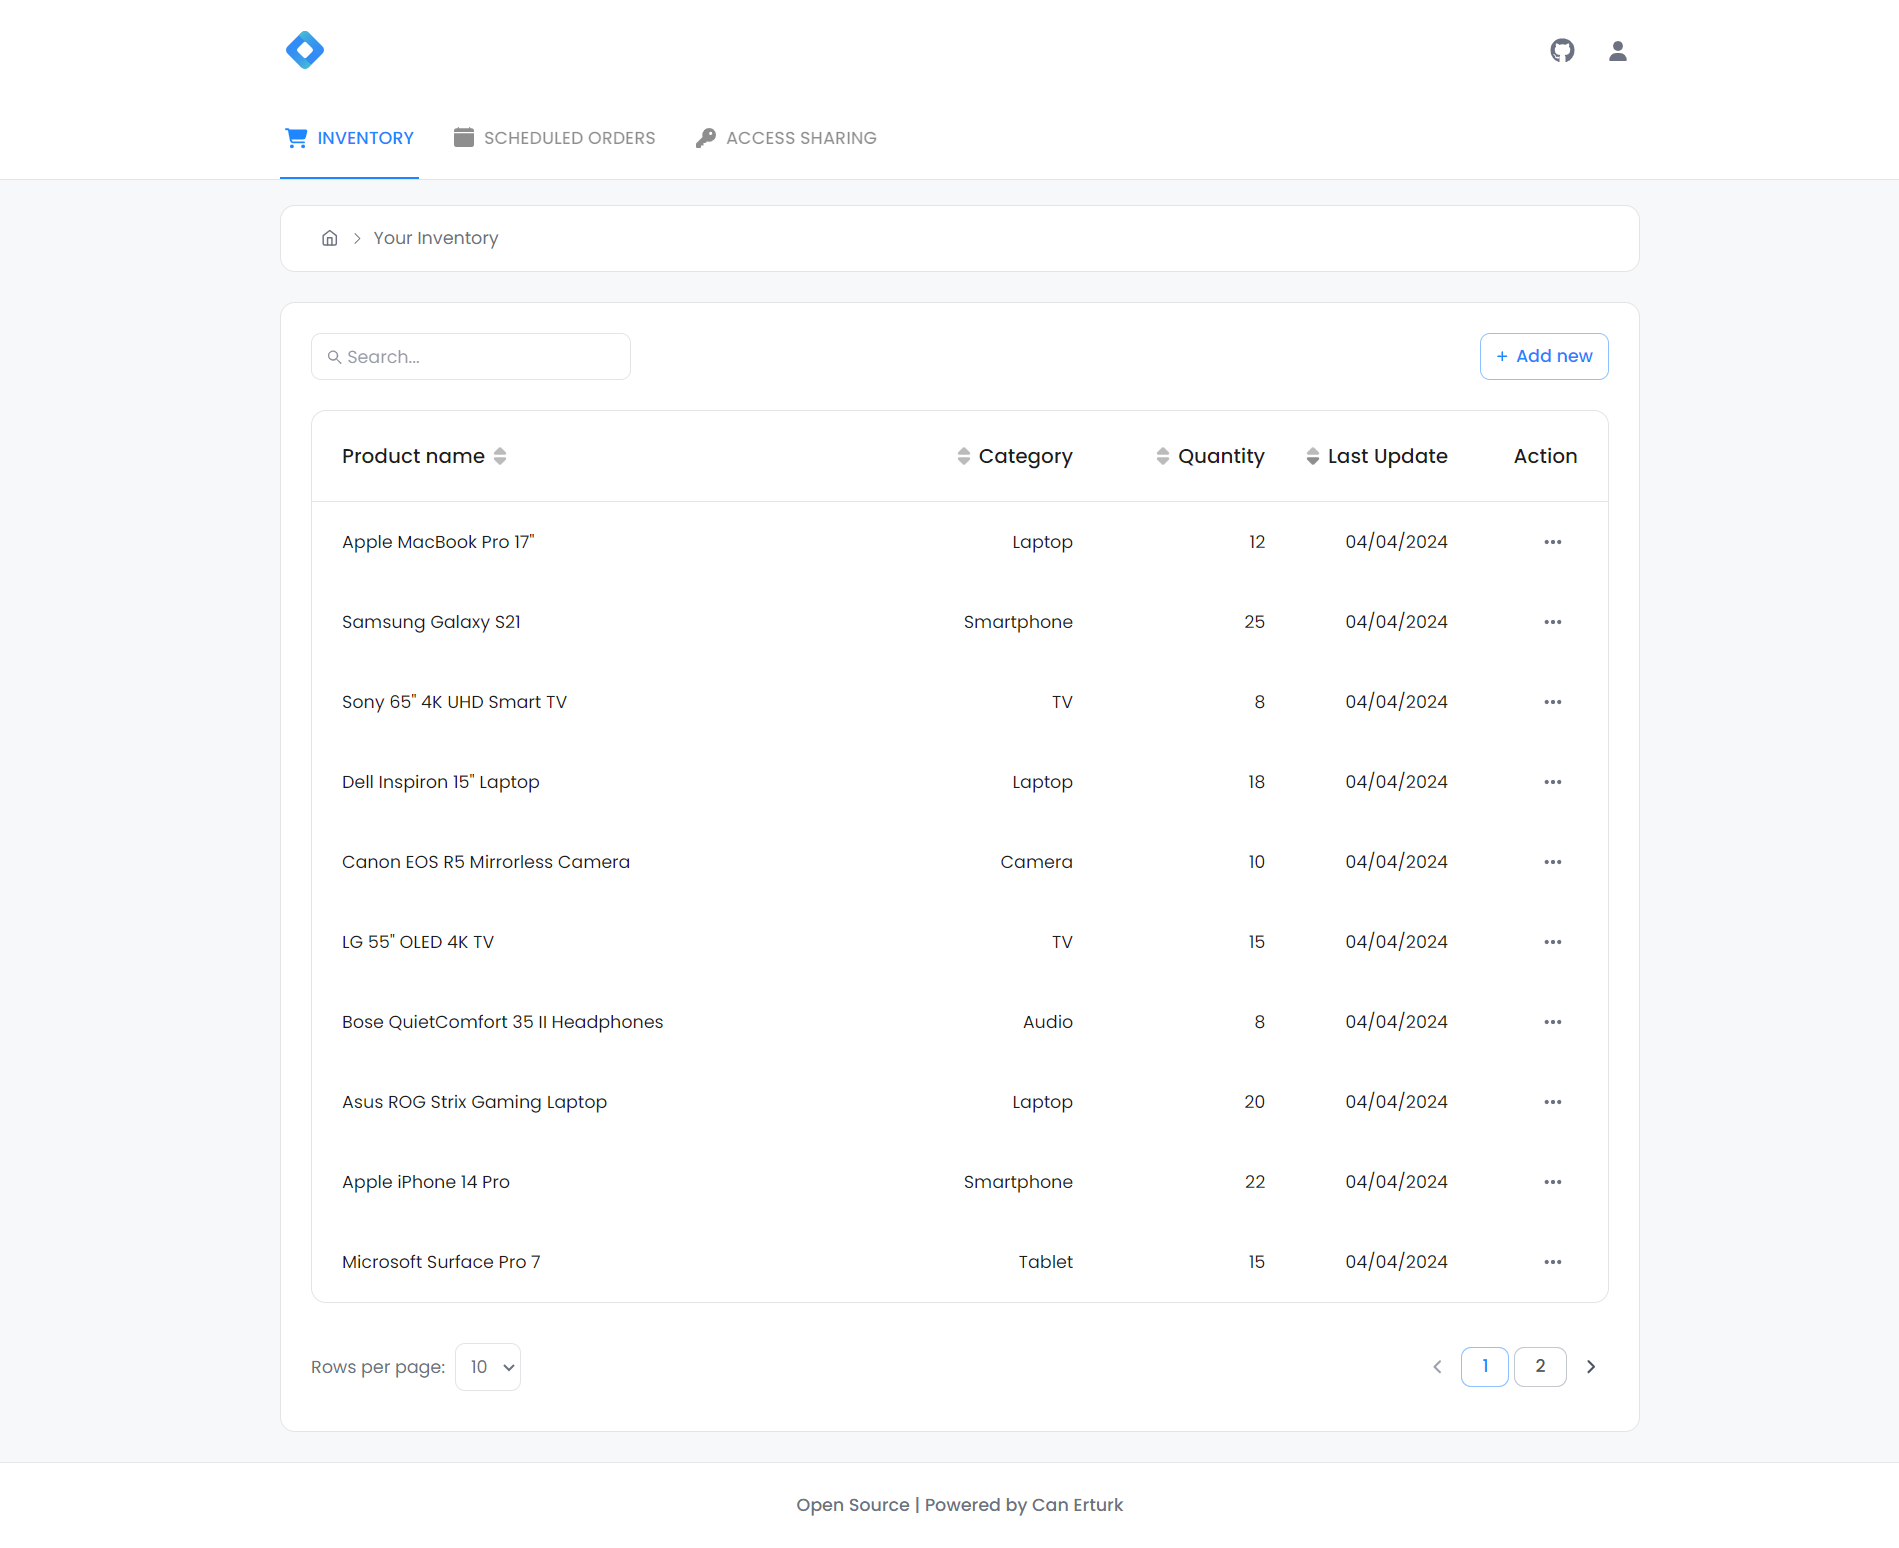 INVENTORY SCHEDULED ORDERS ACCESS SHARING
Your Inventory
Search...
+ Add new
Product name Category Quantity Last Update Action
Apple MacBook Pro 17" Laptop 12 04/04/2024
Samsung Galaxy S21 Smartphone 25 04/04/2024
Sony 65" 4K UHD Smart TV TV 8 04/04/2024
Dell Inspiron 15" Laptop Laptop 18 04/04/2024
Canon EOS R5 Mirrorless Camera Camera 10 04/04/2024
LG 55" OLED 4K TV TV 15 04/04/2024
Bose QuietComfort 35 II Headphones Audio 8 04/04/2024
Asus ROG Strix Gaming Laptop Laptop 20 04/04/2024
Apple iPhone 14 Pro Smartphone 22 04/04/2024
Microsoft Surface Pro 7 Tablet 15 04/04/2024
Rows per page: 10 1 2
Open Source | Powered by Can Erturk